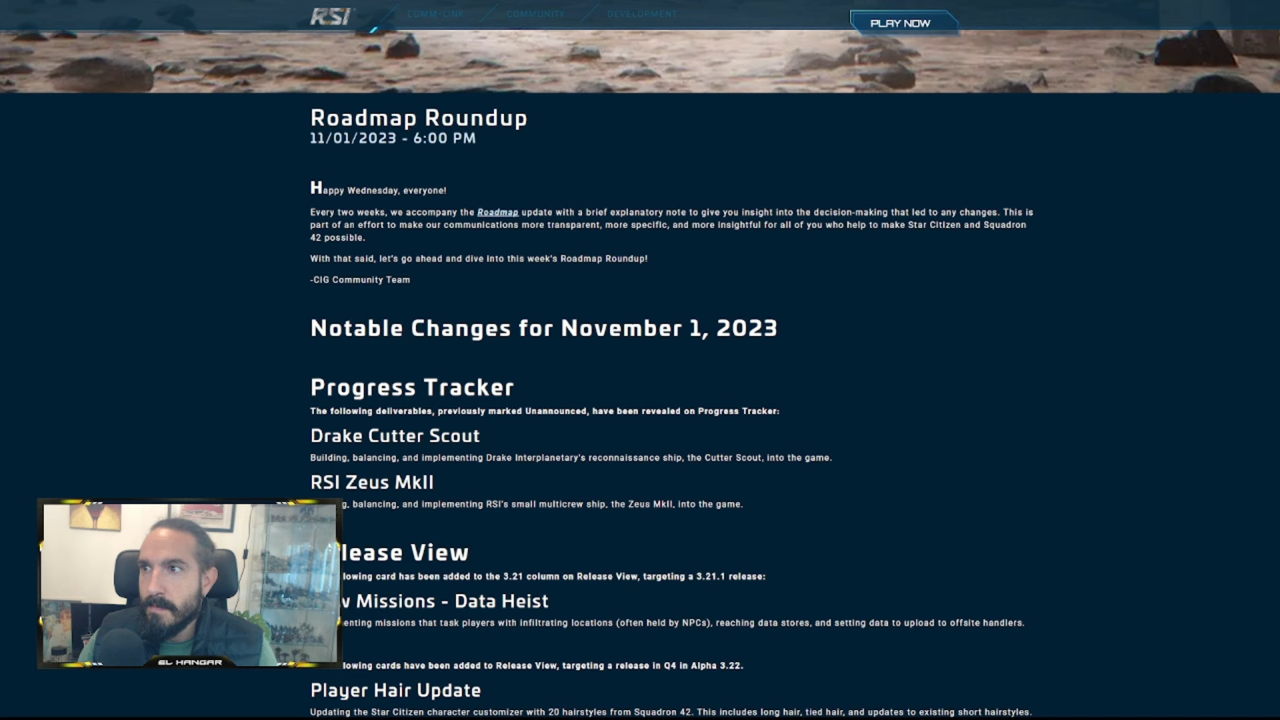 RSI
COMM-LINK
COMMUNITY
DEVELOPMENT
PLAY NOW
Roadmap Roundup
11/01/2023 - 6:00 PM
Happy Wednesday, everyone!
Every two weeks, we accompany the Roadmap update with a brief explanatory note to give you insight into the decision-making that led to any changes. This is
part of an effort to make our communications more transparent, more specific, and more insightful for all of you who help to make Star Citizen and Squadron
42 possible.
With that said, let's go ahead and dive into this week's Roadmap Roundup!
-CIG Community Team
Notable Changes for November 1, 2023
Progress Tracker
The following deliverables, previously marked Unannounced, have been revealed on Progress Tracker:
Drake Cutter Scout
Building, balancing, and implementing Drake Interplanetary's reconnaissance ship, the Cutter Scout, into the game.
RSI Zeus MkII
g, balancing, and implementing RSI's small multicrew ship, the Zeus MkII, into the game.
lease View
lowing card has been added to the 3.21 column on Release View, targeting a 3.21.1 release:
w Missions - Data Heist
enting missions that task players with infiltrating locations (often held by NPCs), reaching data stores, and setting data to upload to offsite handlers.
lowing cards have been added to Release View, targeting a release in Q4 in Alpha 3.22.
EL HANGAR
Player Hair Update
Updating the Star Citizen character customizer with 20 hairstyles from Squadron 42. This includes long hair, tied hair, and updates to existing short hairstyles.